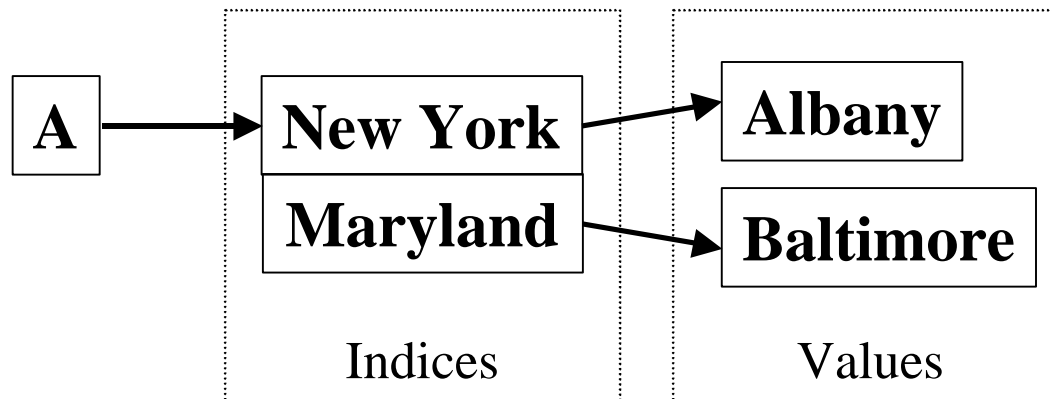 A
New York
Albany
Maryland
Baltimore
Indices
Values